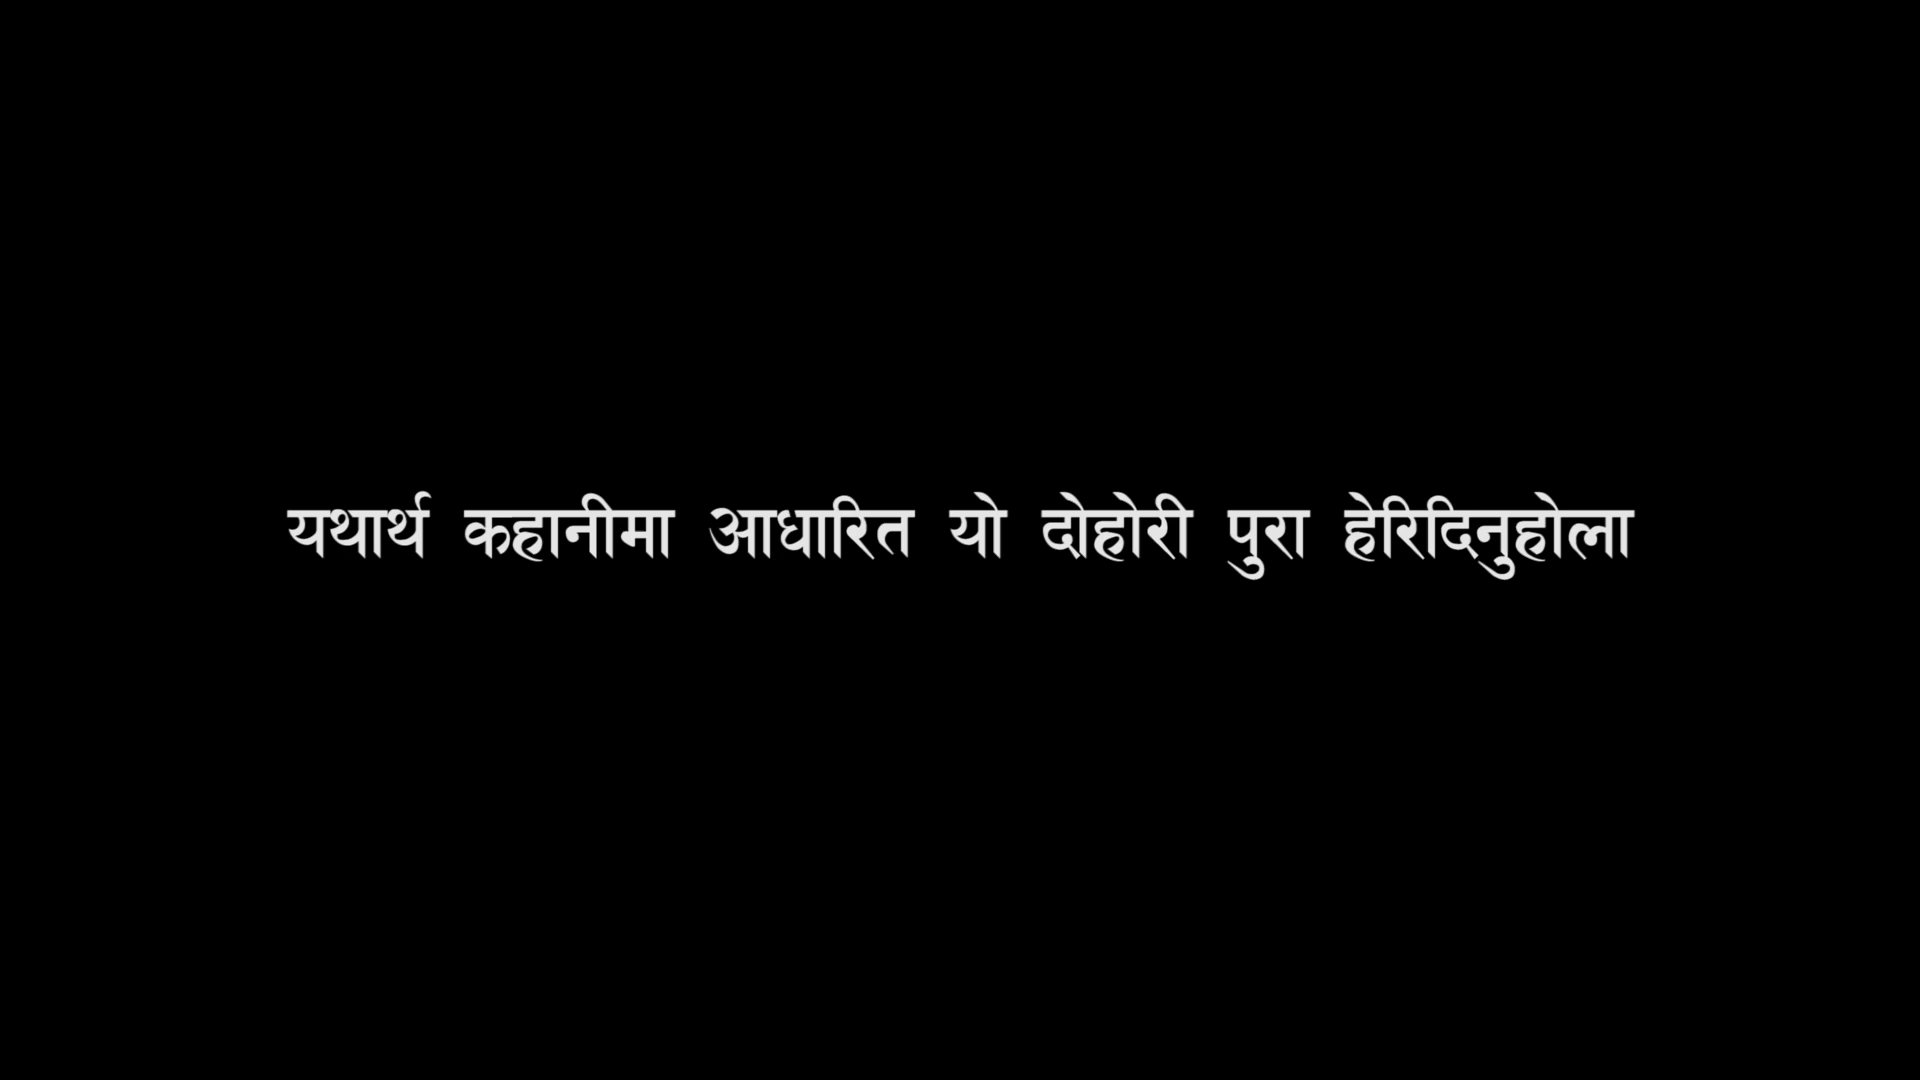 यथार्थ कहानीमा आधारित यो दोहोरी पुरा हेरिदिनुहोला